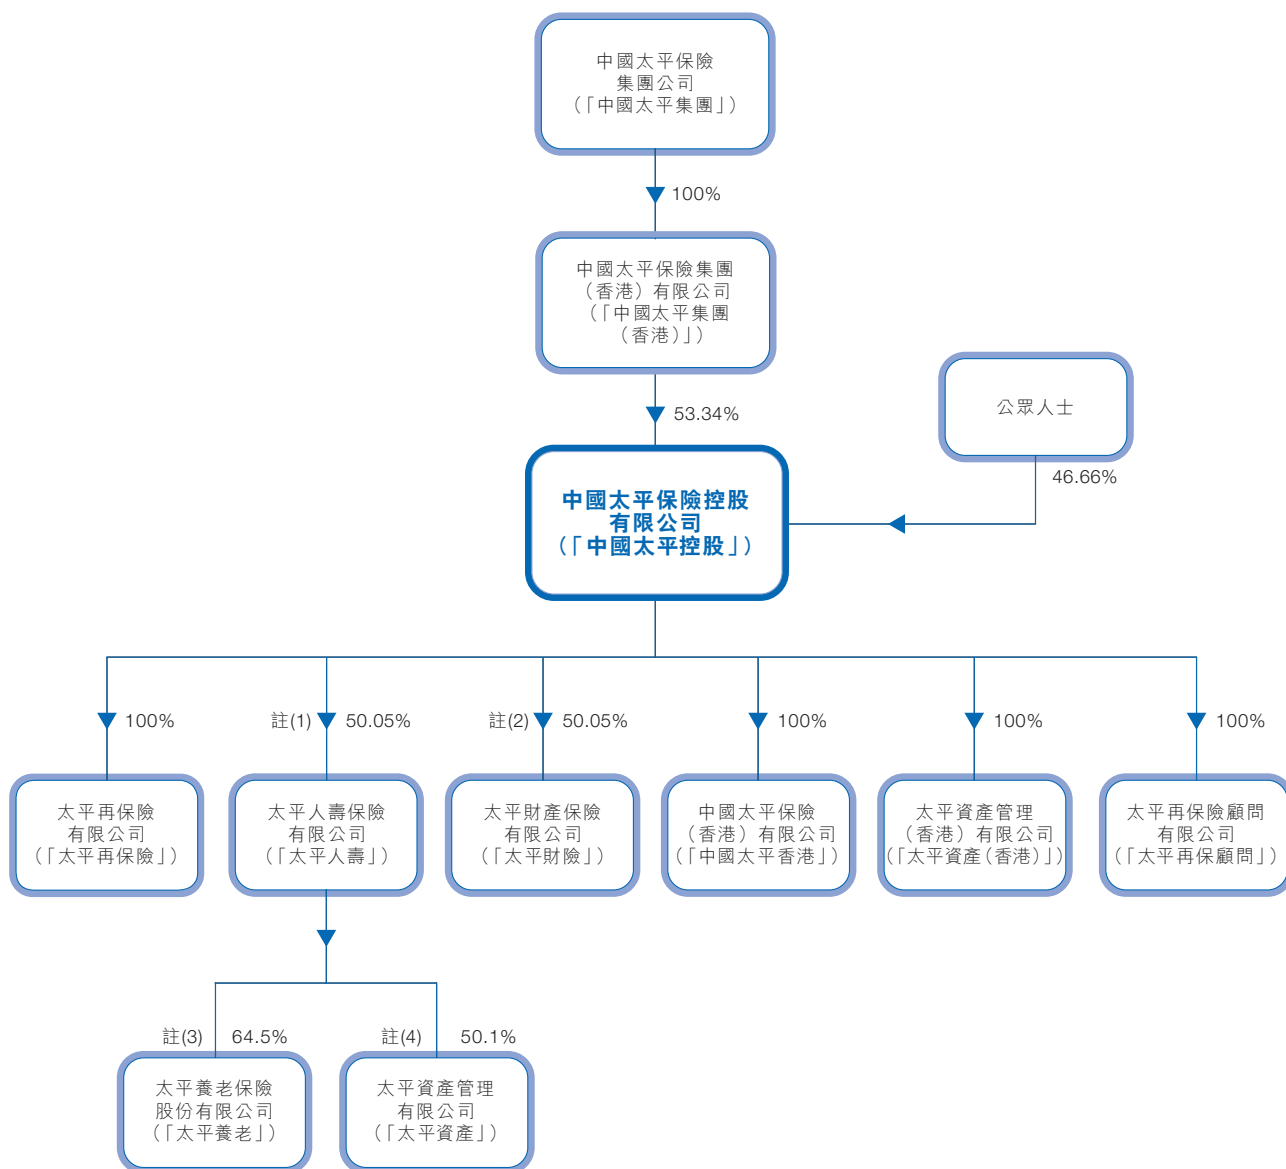 中國太平保險
集團公司
（「中國太平集團」）
100%
中國太平保險集團
（香港）有限公司
（「中國太平集團
（香港）」）
53.34%
公眾人士
46.66%
中國太平保險控股
有限公司
（「中國太平控股」）
100%
註(1) 50.05%
註(2) 50.05%
100%
100%
100%
太平再保險
有限公司
（「太平再保險」）
太平人壽保險
有限公司
（「太平人壽」）
太平財產保險
有限公司
（「太平財險」）
中國太平保險
（香港）有限公司
（「中國太平香港」）
太平資產管理
（香港）有限公司
（「太平資產（香港）」）
太平再保險顧問
有限公司
（「太平再保顧問」）
註(3) 64.5%
註(4) 50.1%
太平養老保險
股份有限公司
（「太平養老」）
太平資產管理
有限公司
（「太平資產」）